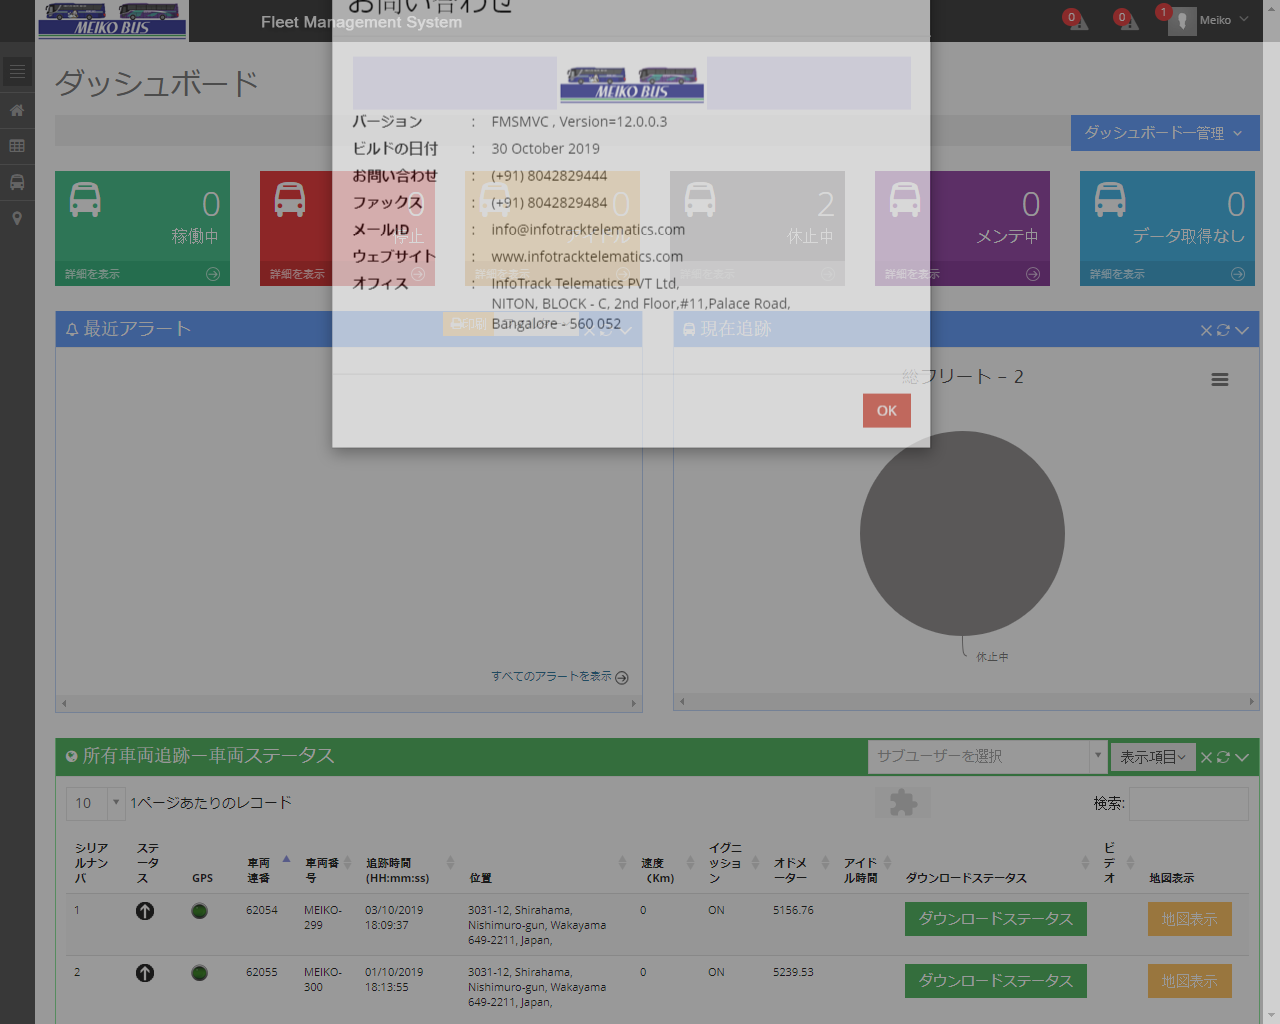 お問い合わせ
MEIKO BUS
Fleet Management System
0
0
1
Meiko
ダッシュボード
ダッシュボード一管理
MEIKO BUS
バージョン : FMSMVC , Version=12.0.0.3
ビルドの日付 : 30 October 2019
お問い合わせ : (+91) 8042829444
ファックス : (+91) 8042829484
メールID : info@infotracktelematics.com
ウェブサイト : www.infotracktelematics.com
オフィス : InfoTrack Telematics PVT Ltd,
NITON, BLOCK - C, 2nd Floor,#11,Palace Road,
Bangalore - 560 052
OK
0
稼働中
詳細を表示
0
停止
詳細を表示
0
アイドル
詳細を表示
2
休止中
詳細を表示
0
メンテ中
詳細を表示
0
データ取得なし
詳細を表示
最近アラート
印刷
すべてのアラートを表示
現在追跡
総フリート – 2
休止中
所有車両追跡ー車両ステータス
サブユーザーを選択
表示項目
10
1ページあたりのレコード
検索:
シリアルナンバ ステータス GPS 車両連番 車両番号 追跡時間 (HH:mm:ss) 位置 速度 (Km) イグニッション オドメーター アイドル時間 ダウンロードステータス ビデオ 地図表示
1 62054 MEIKO-299 03/10/2019 18:09:37 3031-12, Shirahama, Nishimuro-gun, Wakayama 649-2211, Japan, 0 ON 5156.76 ダウンロードステータス 地図表示
2 62055 MEIKO-300 01/10/2019 18:13:55 3031-12, Shirahama, Nishimuro-gun, Wakayama 649-2211, Japan, 0 ON 5239.53 ダウンロードステータス 地図表示